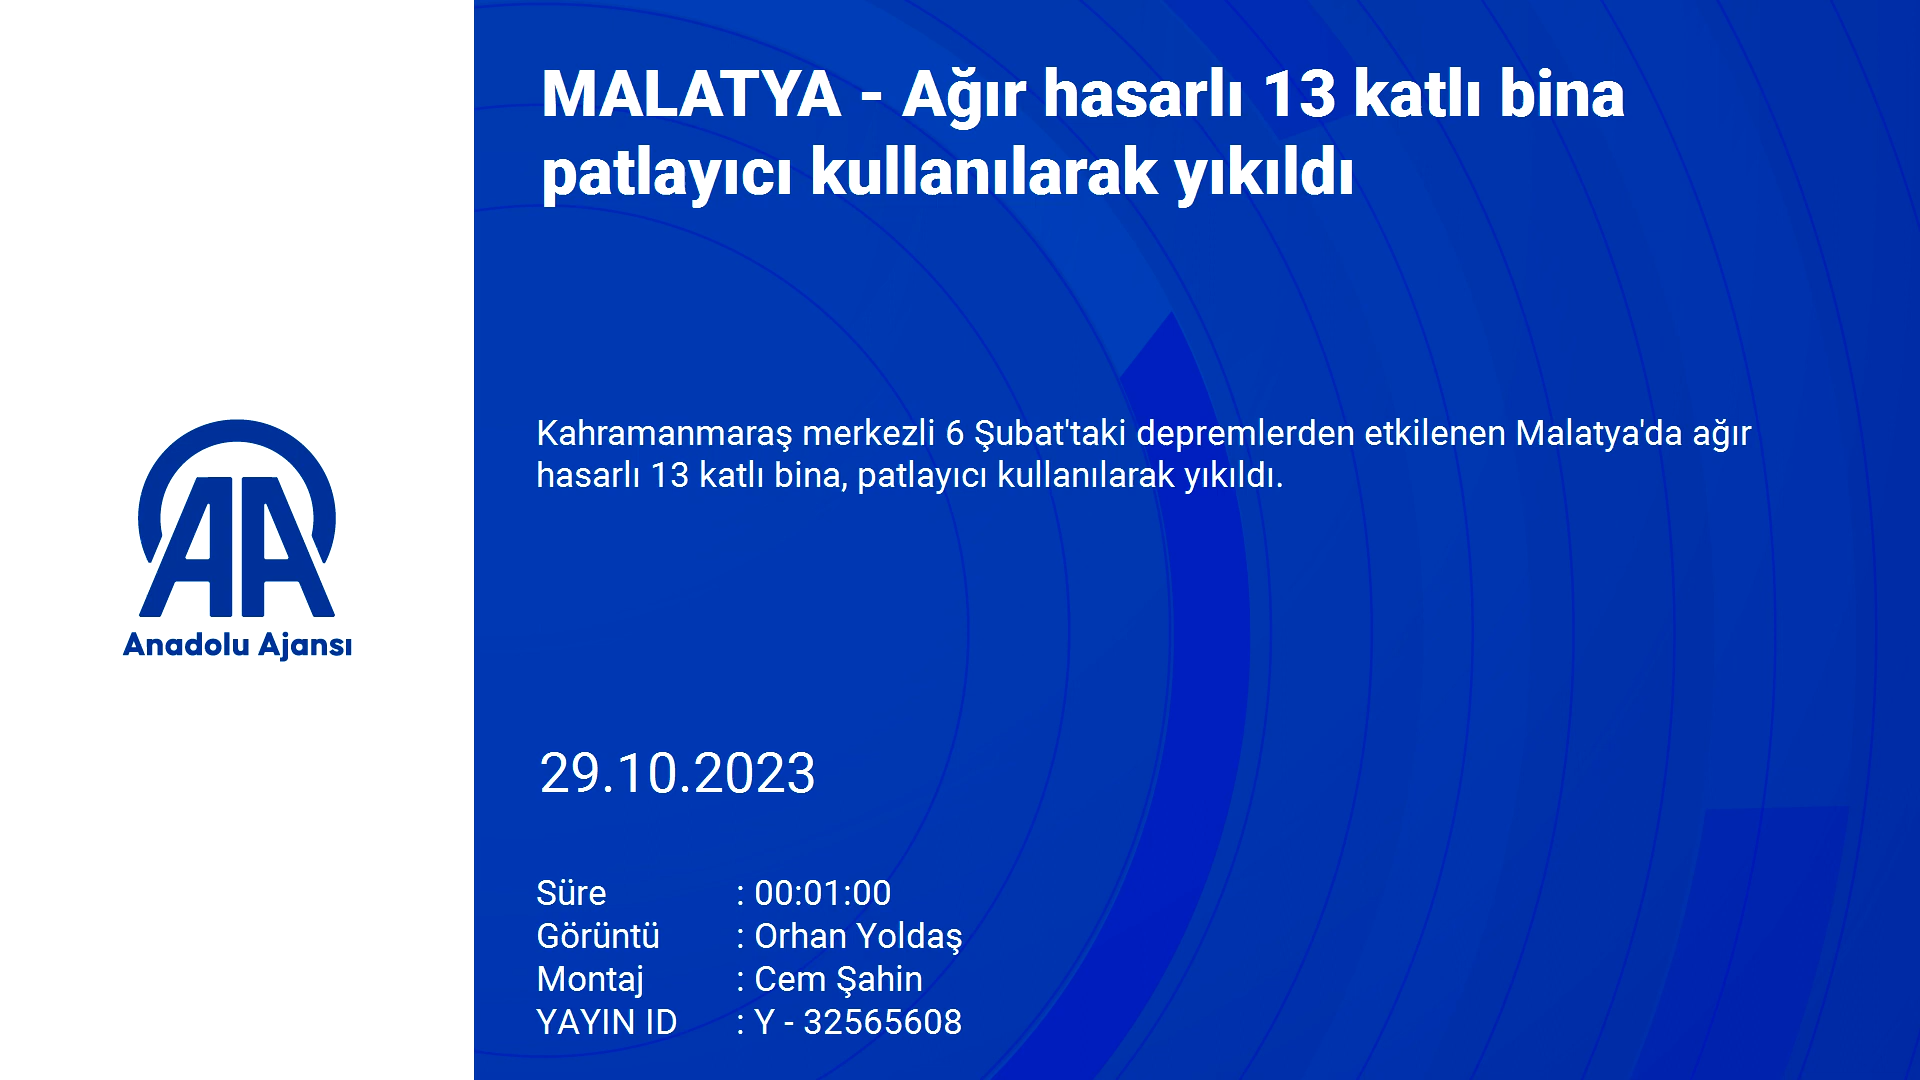 MALATYA - Ağır hasarlı 13 katlı bina
patlayıcı kullanılarak yıkıldı
Kahramanmaraş merkezli 6 Şubat'taki depremlerden etkilenen Malatya'da ağır
hasarlı 13 katlı bina, patlayıcı kullanılarak yıkıldı.
AA
Anadolu Ajansı
29.10.2023
Süre : 00:01:00
Görüntü : Orhan Yoldaş
Montaj : Cem Şahin
YAYIN ID : Y - 32565608